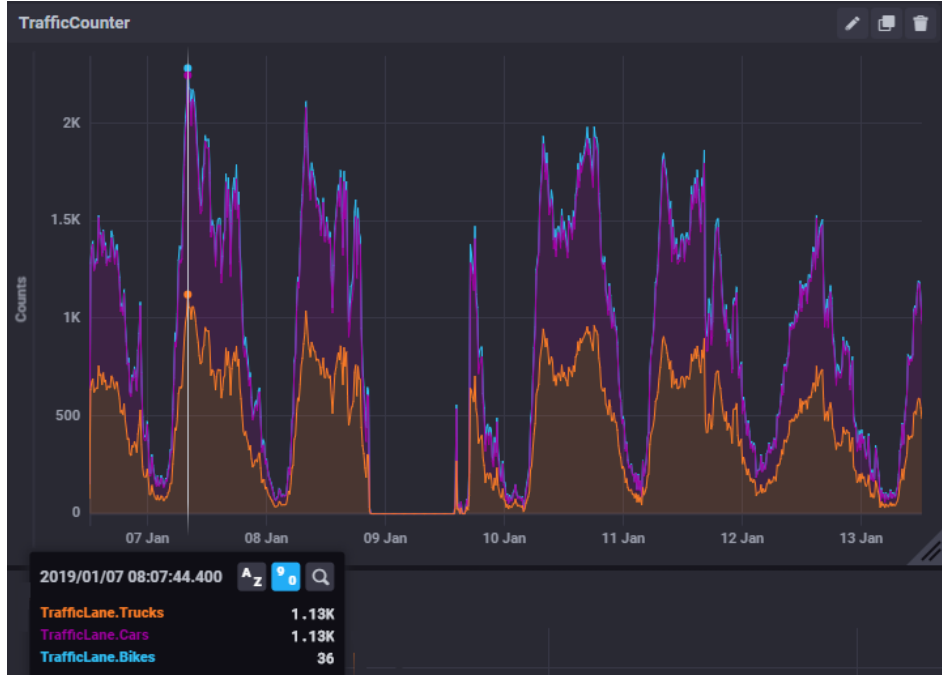 TrafficCounter
2K
1.5K
1K
500
0
Counts
07 Jan 08 Jan 09 Jan 10 Jan 11 Jan 12 Jan 13 Jan
2019/01/07 08:07:44.400 A Z 9 0
TrafficLane.Trucks 1.13K
TrafficLane.Cars 1.13K
TrafficLane.Bikes 36